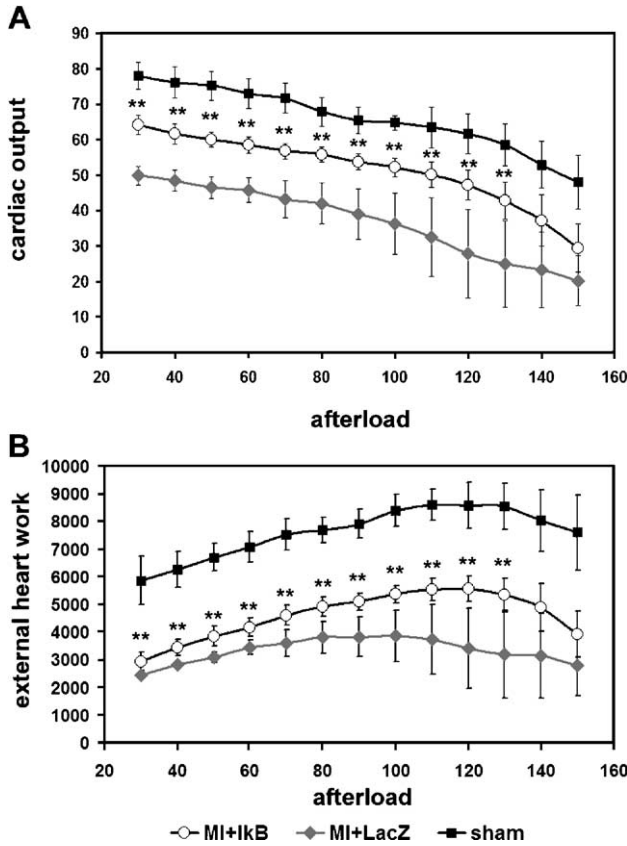 A
90
80
70
60
50
40
30
20
10
0
cardiac output
** ** ** ** ** ** ** ** ** ** **
20 40 60 80 100 120 140 160
afterload
B
10000
9000
8000
7000
6000
5000
4000
3000
2000
1000
0
external heart work
** ** ** ** ** ** ** ** ** ** **
20 40 60 80 100 120 140 160
afterload
MI+IkB MI+LacZ sham